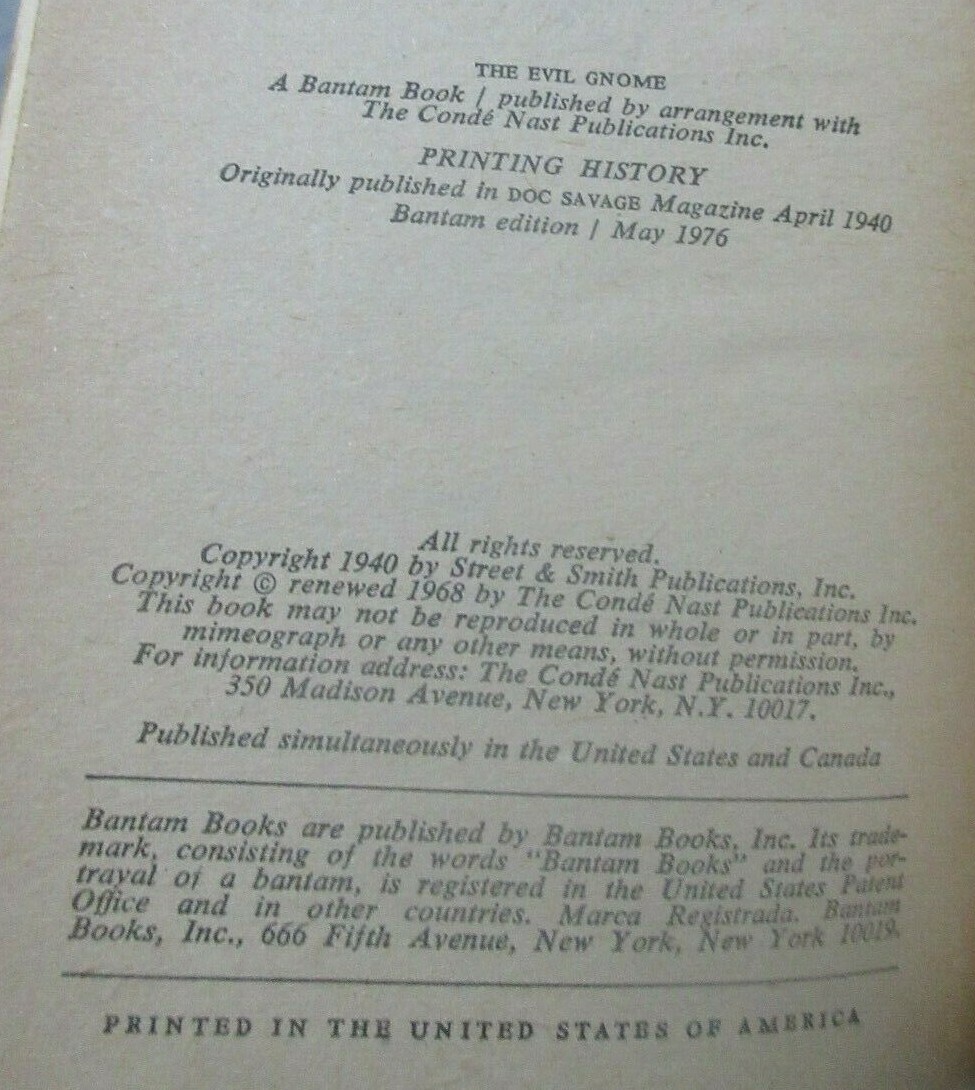 THE EVIL GNOME
A Bantam Book / published by arrangement with
The Condé Nast Publications Inc.
PRINTING HISTORY
Originally published in DOC SAVAGE Magazine April 1940
Bantam edition / May 1976
All rights reserved.
Copyright 1940 by Street & Smith Publications, Inc.
Copyright © renewed 1968 by The Condé Nast Publications Inc.
This book may not be reproduced in whole or in part, by
mimeograph or any other means, without permission.
For information address: The Condé Nast Publications Inc.,
350 Madison Avenue, New York, N.Y. 10017.
Published simultaneously in the United States and Canada
Bantam Books are published by Bantam Books, Inc. Its trade-
mark, consisting of the words "Bantam Books" and the por-
trayal of a bantam, is registered in the United States Patent
Office and in other countries. Marca Registrada. Bantam
Books, Inc., 666 Fifth Avenue, New York, New York 10019.
PRINTED IN THE UNITED STATES OF AMERICA